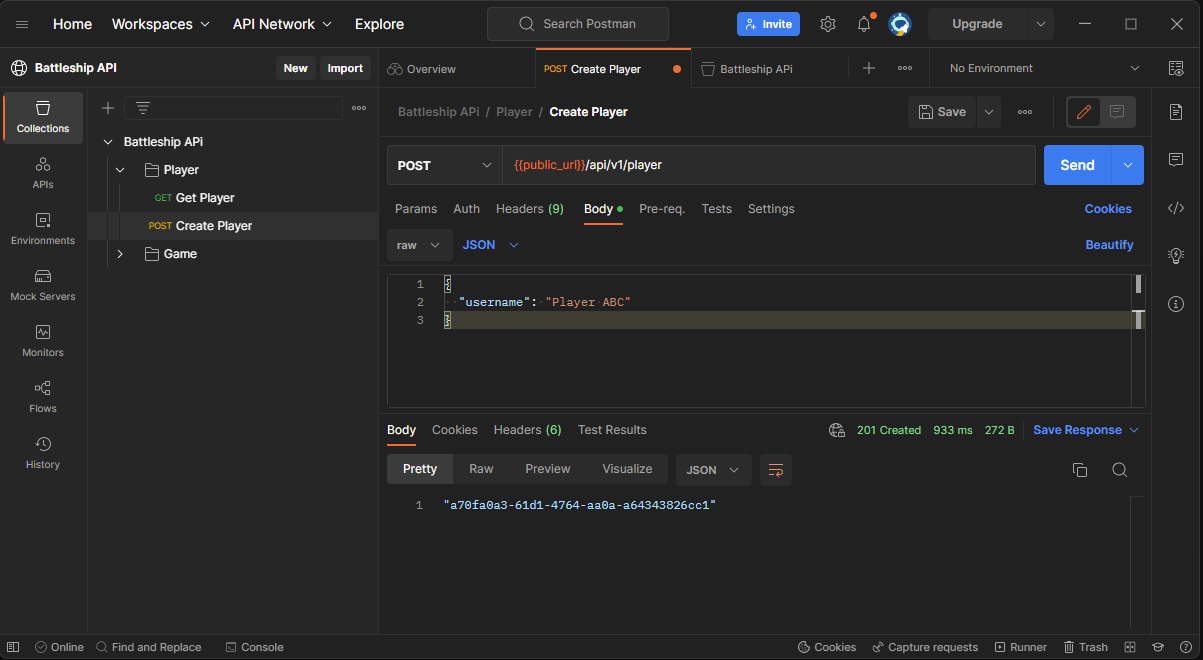 Home Workspaces API Network Explore Search Postman Invite Upgrade
Battleship API New Import Overview POST Create Player Battleship APi No Environment
Collections
APIs
Environments
Mock Servers
Monitors
Flows
History
Battleship APi
Player
GET Get Player
POST Create Player
Game
Battleship APi / Player / Create Player Save
POST {{public_url}}/api/v1/player Send
Params Auth Headers (9) Body Pre-req. Tests Settings Cookies
raw JSON Beautify
1 {
2 "username": "Player ABC"
3 }
Body Cookies Headers (6) Test Results 201 Created 933 ms 272 B Save Response
Pretty Raw Preview Visualize JSON
1 "a70fa0a3-61d1-4764-aa0a-a64343826cc1"
Online Find and Replace Console Cookies Capture requests Runner Trash